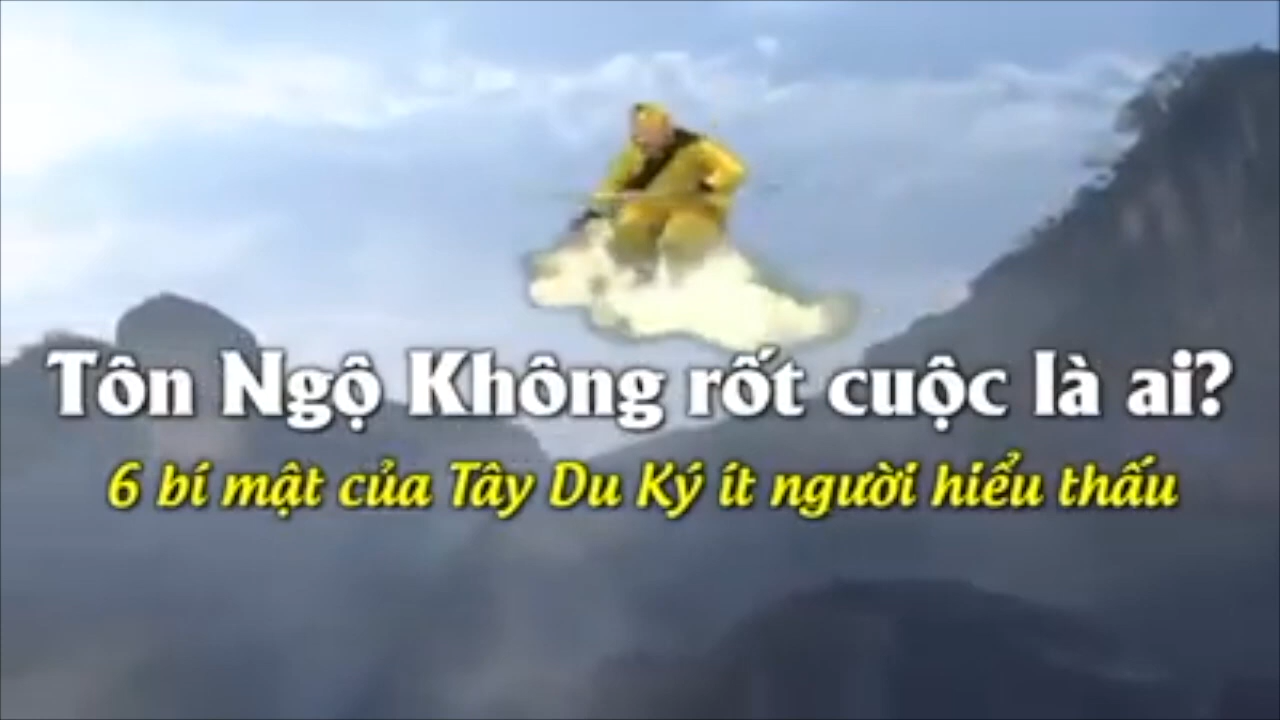 Tôn Ngộ Không rốt cuộc là ai?
6 bí mật của Tây Du Ký ít người hiểu thấu